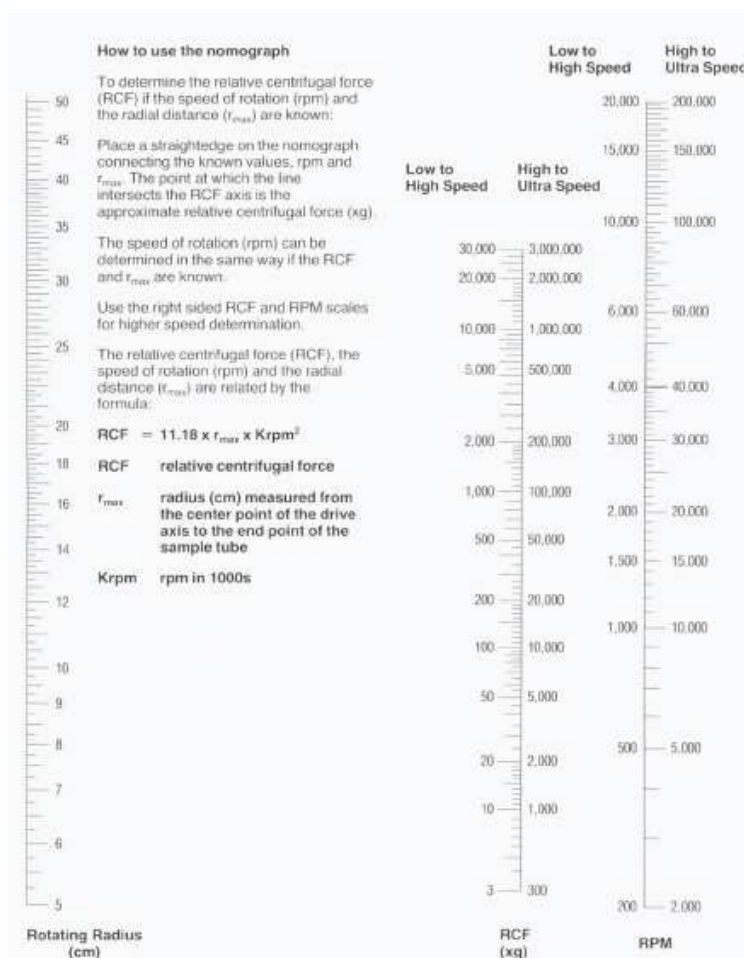 How to use the nomograph
To determine the relative centrifugal force
(RCF) if the speed of rotation (rpm) and
the radial distance (rmax) are known:
Place a straightedge on the nomograph
connecting the known values, rpm and
rmax. The point at which the line
intersects the RCF axis is the
approximate relative centrifugal force (xg)
The speed of rotation (rpm) can be
determined in the same way if the RCF
and rmax are known.
Use the right sided RCF and RPM scales
for higher speed determination.
The relative centrifugal force (RCF), the
speed of rotation (rpm) and the radial
distance (rmax) are related by the
formula:
RCF = 11.18 x rmax x Krpm²
RCF relative centrifugal force
rmax radius (cm) measured from
the center point of the drive
axis to the end point of the
sample tube
Krpm rpm in 1000s
50
45
40
35
30
25
20
18
16
14
12
10
9
8
7
6
5
Rotating Radius
(cm)
Low to
High Speed
High to
Ultra Speed
30,000 3,000,000
20,000 2,000,000
10,000 1,000,000
5,000 500,000
2,000 200,000
1,000 100,000
500 50,000
200 20,000
100 10,000
50 5,000
20 2,000
10 1,000
3 300
RCF
(xg)
Low to
High Speed
High to
Ultra Speed
20,000 200,000
15,000 150,000
10,000 100,000
6,000 60,000
4,000 40,000
3,000 30,000
2,000 20,000
1,500 15,000
1,000 10,000
500 5,000
200 2,000
RPM